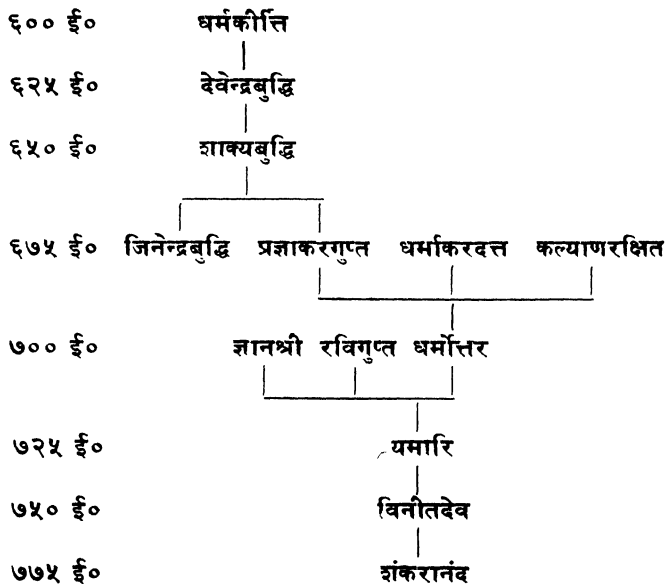 ६०० ई० धर्मकीर्त्ति
६२५ ई० देवेन्द्रबुद्धि
६५० ई० शाक्यबुद्धि
६७५ ई० जिनेन्द्रबुद्धि प्रज्ञाकरगुप्त धर्माकरदत्त कल्याणरक्षित
७०० ई० ज्ञानश्री रविगुप्त धर्मोत्तर
७२५ ई० यमारि
७५० ई० विनीतदेव
७७५ ई० शंकरानंद